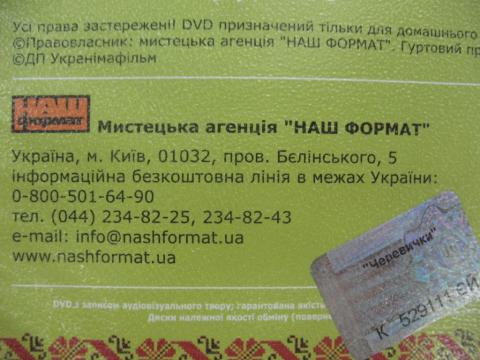 Усі права застережені! DVD призначений тільки для домашнього
©Правовласник: мистецька агенція "НАШ ФОРМАТ". Гуртовий
©ДП Укранімафільм
НАШ
формат
Мистецька агенція "НАШ ФОРМАТ"
Україна, м. Київ, 01032, пров. Бєлінського, 5
інформаційна безкоштовна лінія в межах України:
0-800-501-64-90
тел. (044) 234-82-25, 234-82-43
e-mail: info@nashformat.ua
www.nashformat.ua
"Черевички"
К 529111
DVD з записом аудіовізуального твору; гарантована
Диски належної якості обміну